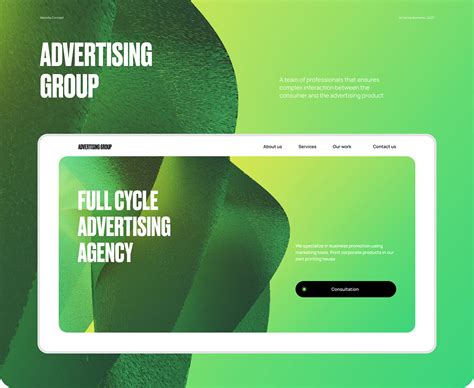 Website Concept
ADVERTISING
GROUP
A team of professionals that ensures
complex interaction between the
consumer and the advertising product
ADVERTISING GROUP
About us
Services
Our work
Contact us
FULL CYCLE
ADVERTISING
AGENCY
We specialize in business promotion using
marketing tools. Print corporate products in our
own printing house
Consultation